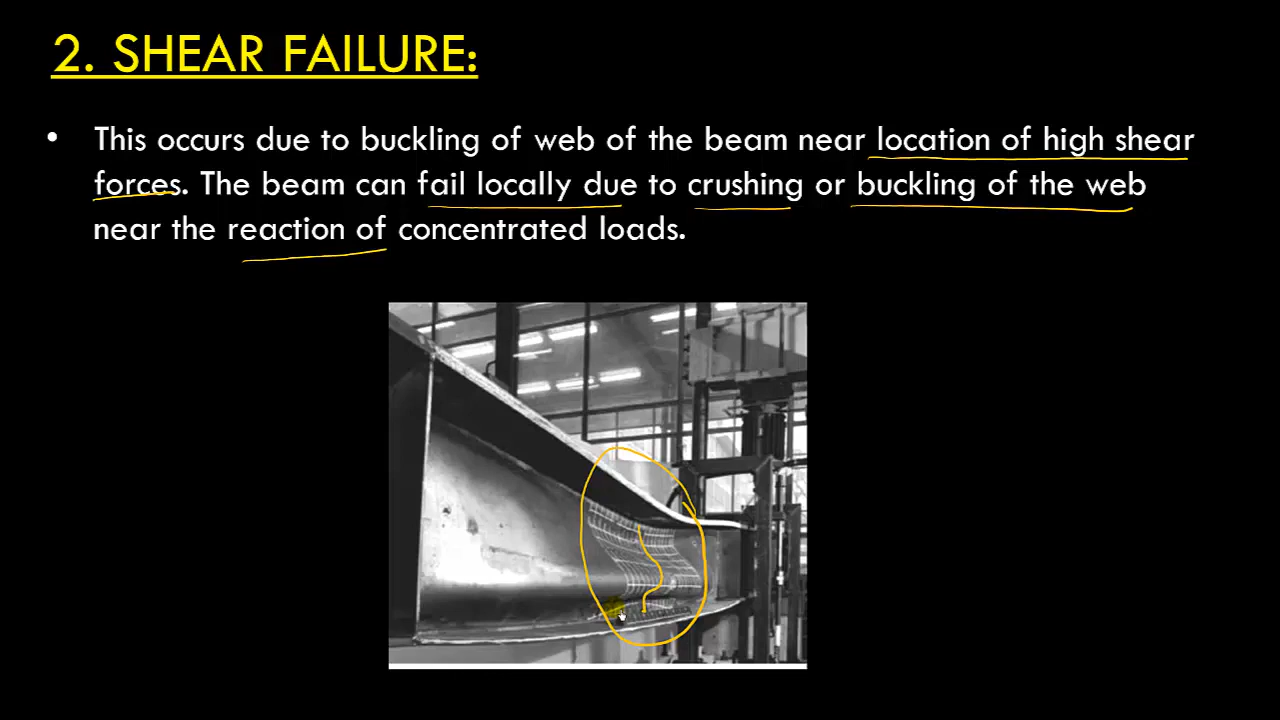 2. SHEAR FAILURE:
• This occurs due to buckling of web of the beam near location of high shear
forces. The beam can fail locally due to crushing or buckling of the web
near the reaction of concentrated loads.